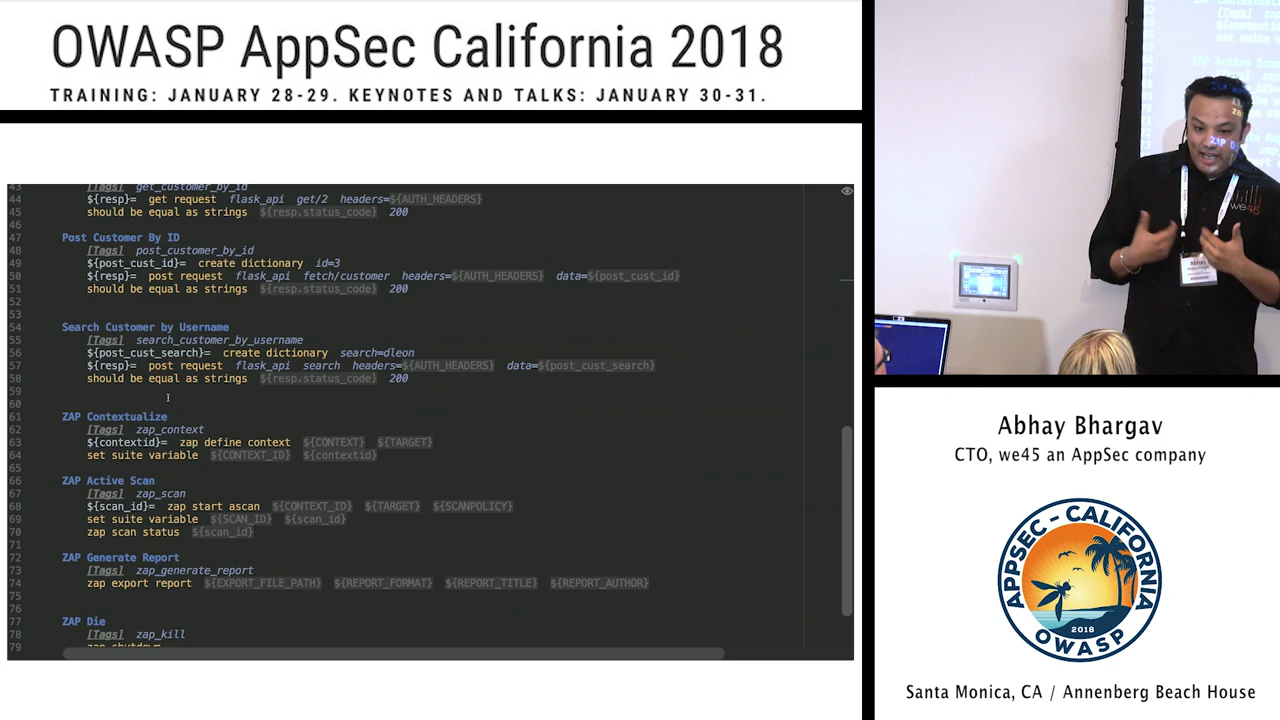 OWASP AppSec California 2018
TRAINING: JANUARY 28-29. KEYNOTES AND TALKS: JANUARY 30-31.
43 [Tags] get_customer_by_id
44 ${resp}= get request flask_api get/2 headers=${AUTH_HEADERS}
45 should be equal as strings ${resp.status_code} 200
46
47 Post Customer By ID
48 [Tags] post_customer_by_id
49 ${post_cust_id}= create dictionary id=3
50 ${resp}= post request flask_api fetch/customer headers=${AUTH_HEADERS} data=${post_cust_id}
51 should be equal as strings ${resp.status_code} 200
52
53
54 Search Customer by Username
55 [Tags] search_customer_by_username
56 ${post_cust_search}= create dictionary search=dleon
57 ${resp}= post request flask_api search headers=${AUTH_HEADERS} data=${post_cust_search}
58 should be equal as strings ${resp.status_code} 200
59
60
61 ZAP Contextualize
62 [Tags] zap_context
63 ${contextid}= zap define context ${CONTEXT} ${TARGET}
64 set suite variable ${CONTEXT_ID} ${contextid}
65
66 ZAP Active Scan
67 [Tags] zap_scan
68 ${scan_id}= zap start ascan ${CONTEXT_ID} ${TARGET} ${SCANPOLICY}
69 set suite variable ${SCAN_ID} ${scan_id}
70 zap scan status ${scan_id}
71
72 ZAP Generate Report
73 [Tags] zap_generate_report
74 zap export report ${EXPORT_FILE_PATH} ${REPORT_FORMAT} ${REPORT_TITLE} ${REPORT_AUTHOR}
75
76
77 ZAP Die
78 [Tags] zap_kill
79 zap shutdown
ZAP D
we45
Abhay
Abhay Bhargav
CTO, we45 an AppSec company
APPSEC - CALIFORNIA
2018
OWASP
Santa Monica, CA / Annenberg Beach House